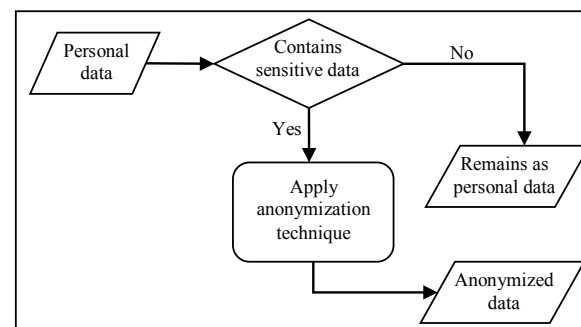 Personal
data
Contains
sensitive data
No
Yes
Remains as
personal data
Apply
anonymization
technique
Anonymized
data